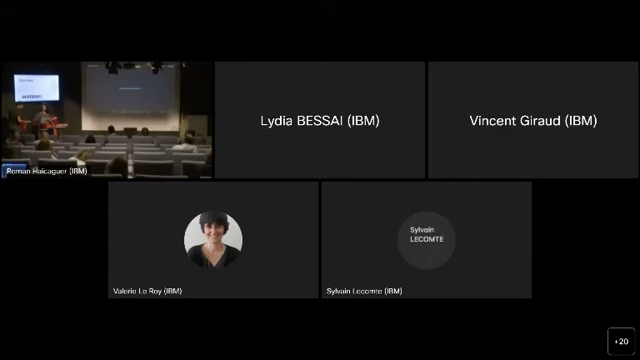 watsonx
Roman Haicaguer (IBM)
Lydia BESSAI (IBM)
Vincent Giraud (IBM)
Valerie Le Roy (IBM)
Sylvain
LECOMTE
Sylvain Lecomte (IBM)
+20